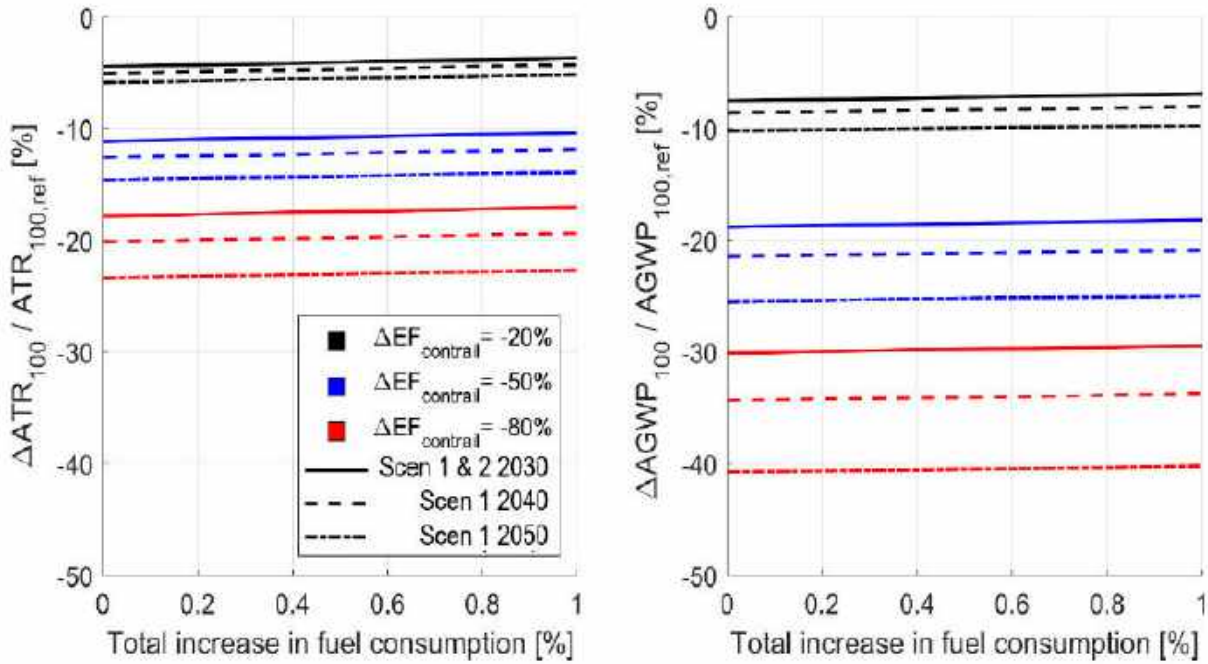 ΔATR100 / ATR100,ref [%]
0
-10
-20
-30
-40
-50
ΔEFcontrail= -20%
ΔEFcontrail= -50%
ΔEFcontrail= -80%
Scen 1 & 2 2030
Scen 1 2040
Scen 1 2050
0 0.2 0.4 0.6 0.8 1
Total increase in fuel consumption [%]
ΔAGWP100 / AGWP100,ref [%]
0
-10
-20
-30
-40
-50
0 0.2 0.4 0.6 0.8 1
Total increase in fuel consumption [%]